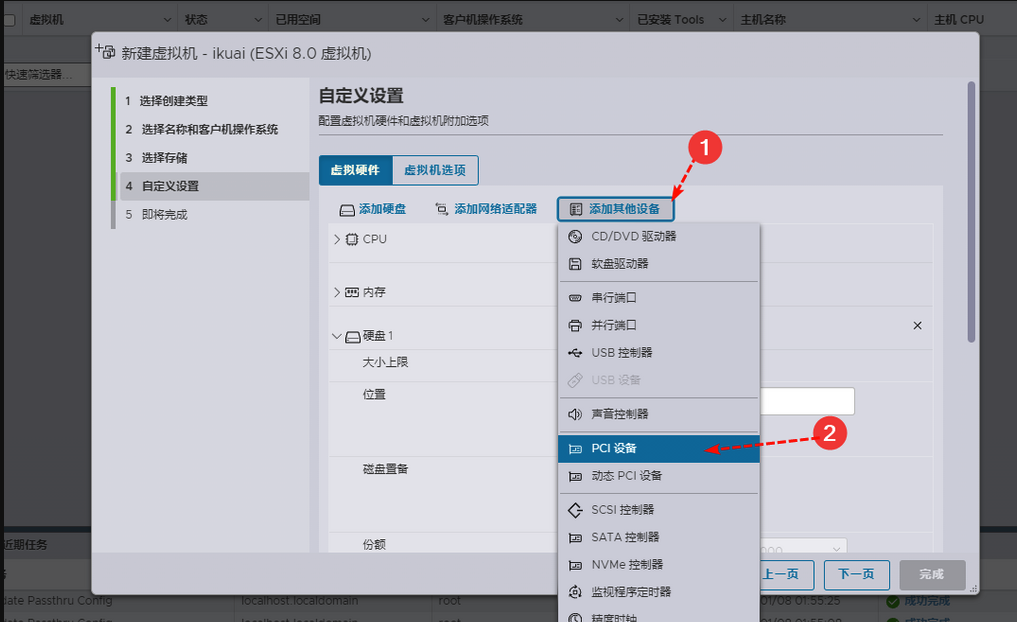 虚拟机 状态 已用空间 客户机操作系统 已安装 Tools 主机名称 主机 CPU
新建虚拟机 - ikuai (ESXi 8.0 虚拟机)
快速筛选器...
1 选择创建类型
2 选择名称和客户机操作系统
3 选择存储
4 自定义设置
5 即将完成
自定义设置
配置虚拟机硬件和虚拟机附加选项
1
虚拟硬件 虚拟机选项
添加硬盘 添加网络适配器 添加其他设备
CPU
内存
硬盘 1
大小上限
位置
磁盘置备
份额
CD/DVD 驱动器
软盘驱动器
串行端口
并行端口
USB 控制器
USB 设备
声音控制器
PCI 设备
2
动态 PCI 设备
SCSI 控制器
SATA 控制器
NVMe 控制器
监视程序定时器
精度时钟
上一页 下一页 完成
近期任务
date Passthru Config localhost.localdomain root 01/08 01:55:25 成功完成